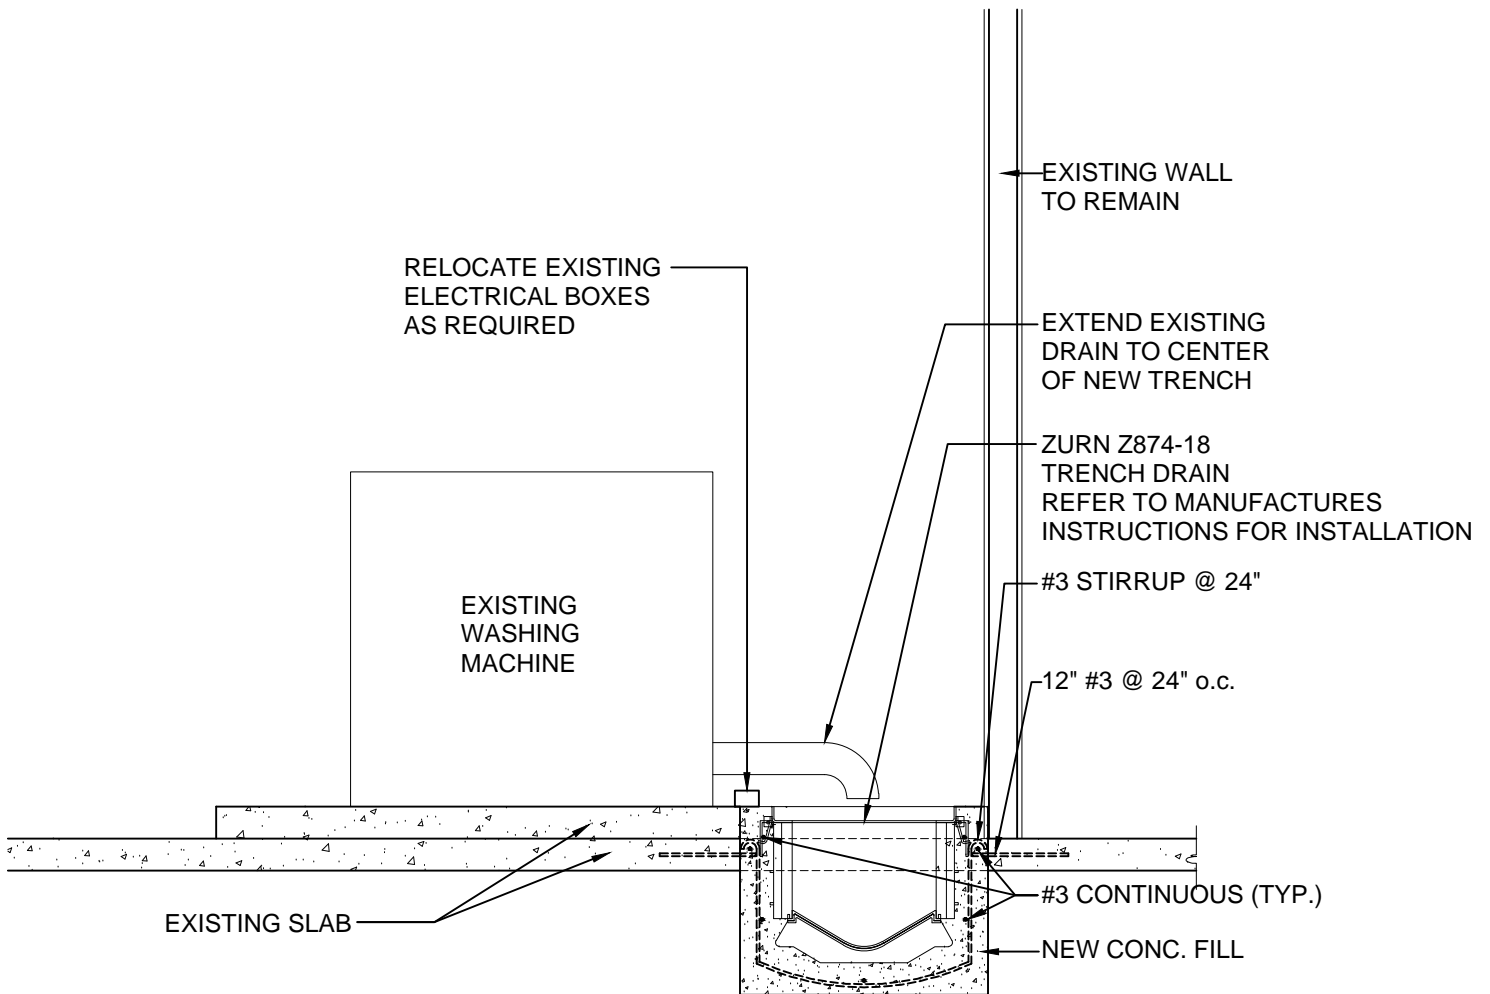 EXISTING WALL
TO REMAIN
RELOCATE EXISTING
ELECTRICAL BOXES
AS REQUIRED
EXTEND EXISTING
DRAIN TO CENTER
OF NEW TRENCH
ZURN Z874-18
TRENCH DRAIN
REFER TO MANUFACTURES
INSTRUCTIONS FOR INSTALLATION
#3 STIRRUP @ 24"
EXISTING
WASHING
MACHINE
12" #3 @ 24" o.c.
#3 CONTINUOUS (TYP.)
EXISTING SLAB
NEW CONC. FILL